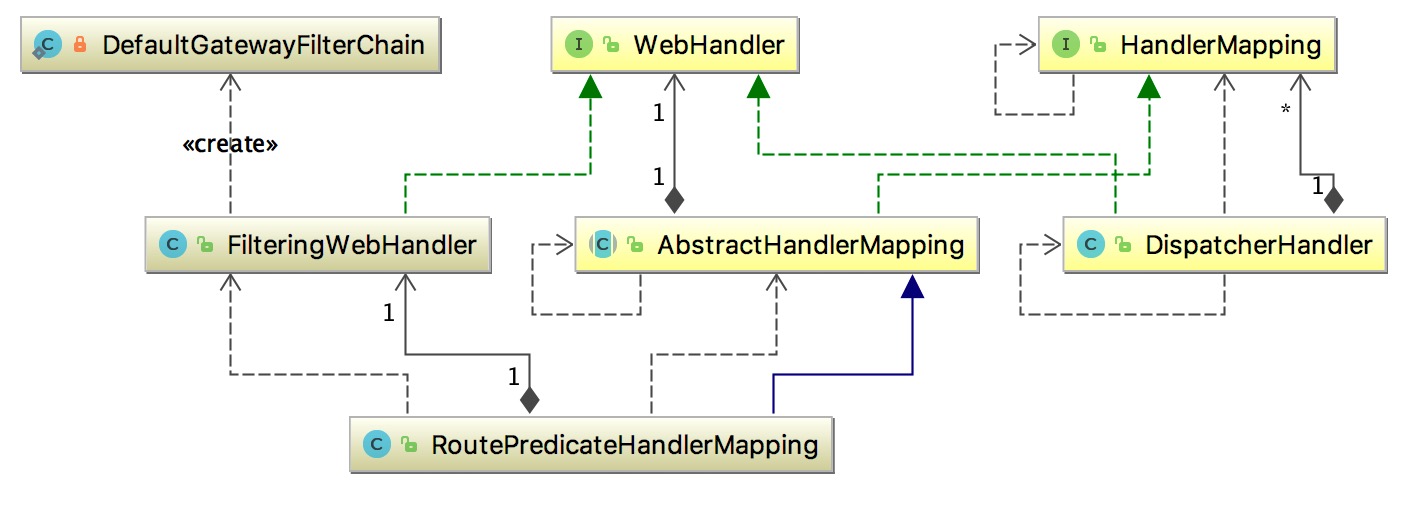 C DefaultGatewayFilterChain
I WebHandler
I HandlerMapping
«create»
1
1
*
1
C FilteringWebHandler
C AbstractHandlerMapping
C DispatcherHandler
1
1
C RoutePredicateHandlerMapping